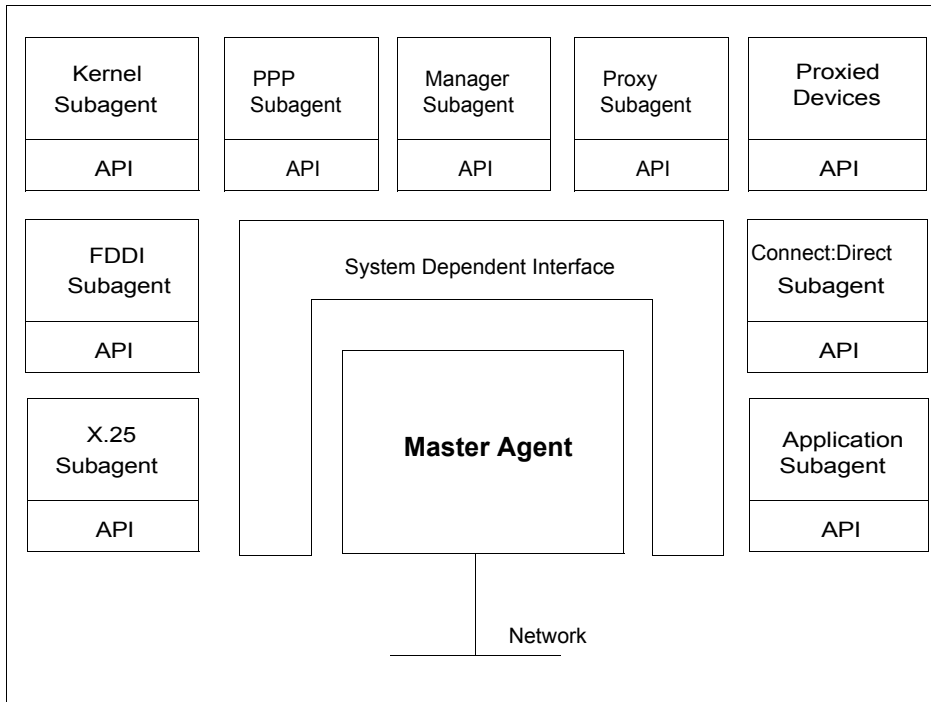 Kernel
Subagent
API
PPP
Subagent
API
Manager
Subagent
API
Proxy
Subagent
API
Proxied
Devices
API
FDDI
Subagent
API
System Dependent Interface
Connect:Direct
Subagent
API
X.25
Subagent
API
Master Agent
Application
Subagent
API
Network